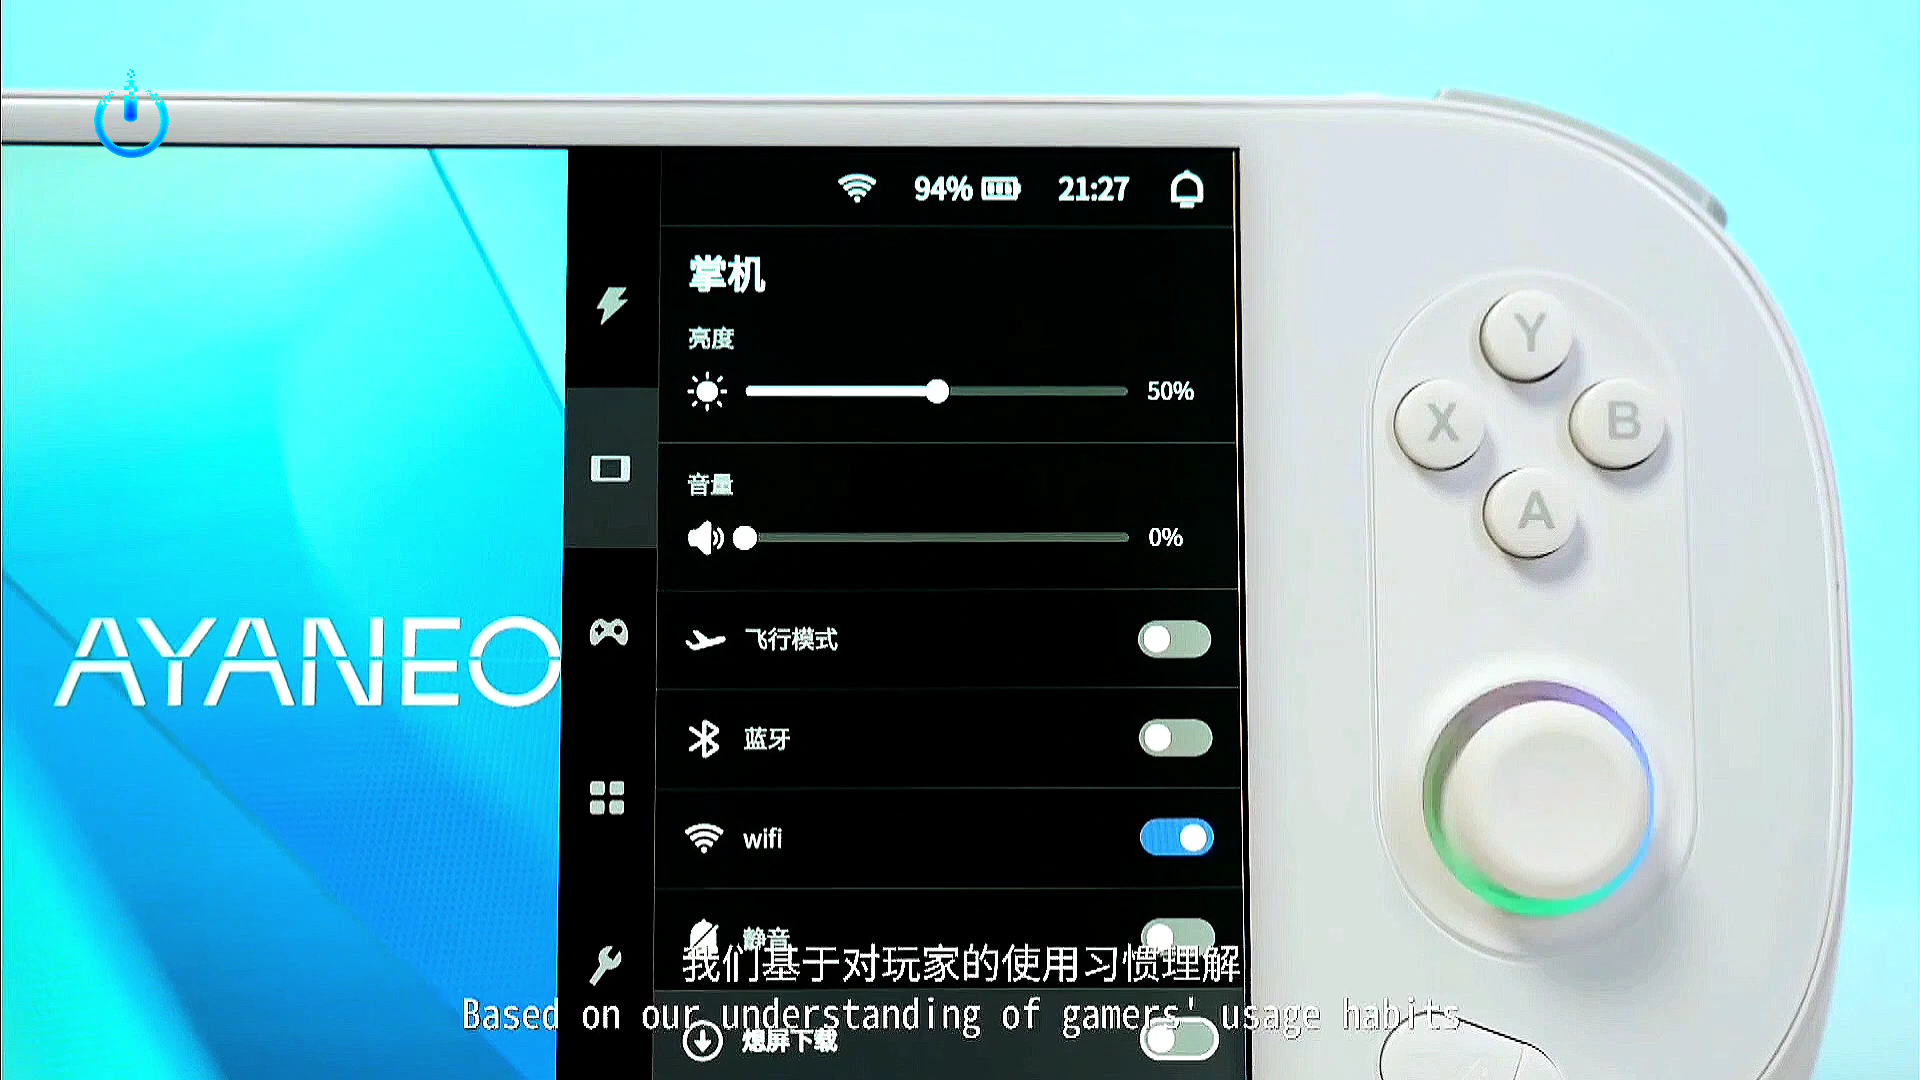 94%
21:27
掌机
亮度
50%
音量
0%
飞行模式
蓝牙
wifi
静音
熄屏下载
AYANEO
Y
X
B
A
我们基于对玩家的使用习惯理解
Based on our understanding of gamers' usage habits